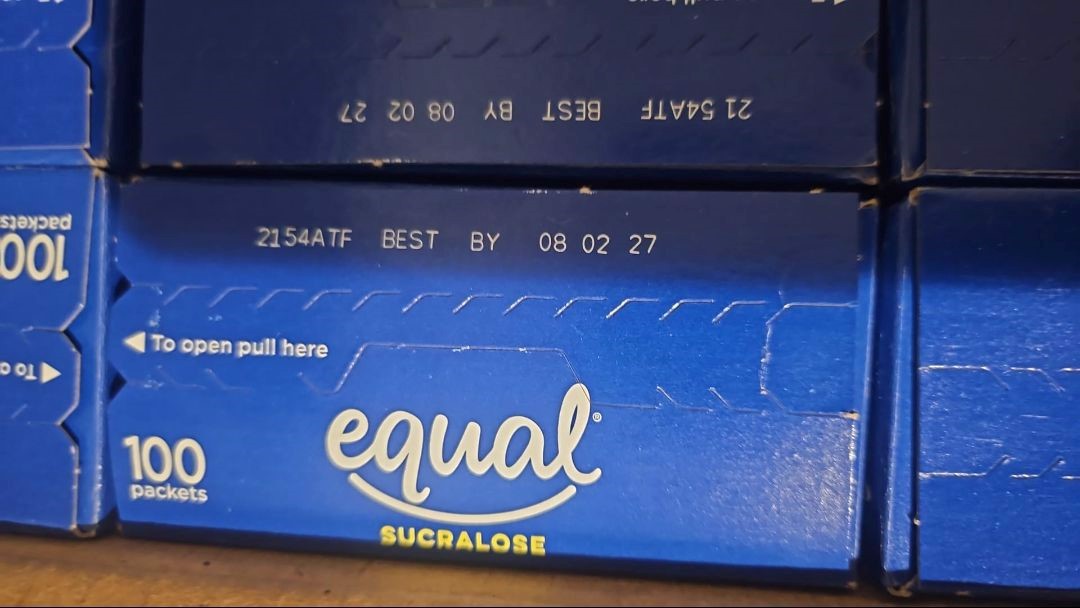 21 54ATF BEST BY 08 02 27
2154ATF BEST BY 08 02 27
To open pull here
equal®
100
packets
SUCRALOSE
100
packets